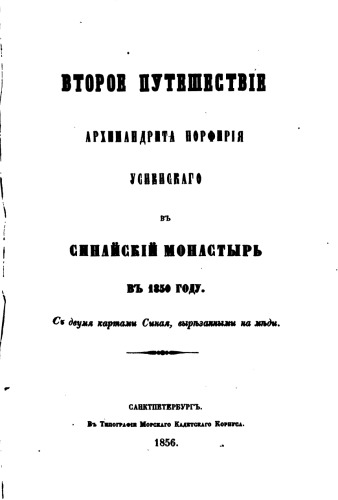 ВТОРОЕ ПУТЕШЕСТВІЕ
АРХИМАНДРИТА ПОРФИРІЯ
УСПЕНСКАГО
ВЪ
СИНАЙСКІЙ МОНАСТЫРЬ
ВЪ 1850 ГОДУ.
Съ двумя картами Синая, вырѣзанными на мѣди.
САНКТПЕТЕРБУРГЪ.
Въ Типографіи Морскаго Кадетскаго Корпуса.
1856.